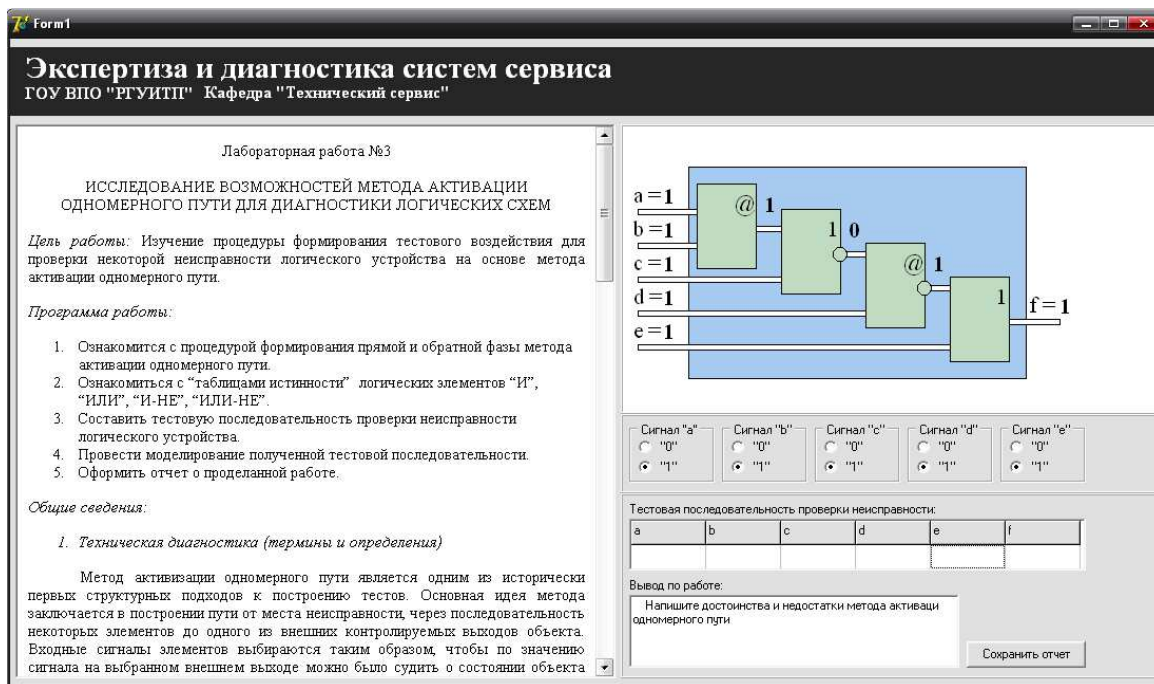 Form1
Экспертиза и диагностика систем сервиса
ГОУ ВПО "РГУИТП" Кафедра "Технический сервис"
Лабораторная работа №3
ИССЛЕДОВАНИЕ ВОЗМОЖНОСТЕЙ МЕТОДА АКТИВАЦИИ
ОДНОМЕРНОГО ПУТИ ДЛЯ ДИАГНОСТИКИ ЛОГИЧЕСКИХ СХЕМ
Цель работы: Изучение процедуры формирования тестового воздействия для
проверки некоторой неисправности логического устройства на основе метода
активации одномерного пути.
Программа работы:
1. Ознакомится с процедурой формирования прямой и обратной фазы метода
активации одномерного пути.
2. Ознакомиться с “таблицами истинности” логических элементов “И”,
“ИЛИ”, “И-НЕ”, “ИЛИ-НЕ”.
3. Составить тестовую последовательность проверки неисправности
логического устройства.
4. Провести моделирование полученной тестовой последовательности.
5. Оформить отчет о проделанной работе.
Общие сведения:
1. Техническая диагностика (термины и определения)
Метод активизации одномерного пути является одним из исторически
первых структурных подходов к построению тестов. Основная идея метода
заключается в построении пути от места неисправности, через последовательность
некоторых элементов до одного из внешних контролируемых выходов объекта.
Входные сигналы элементов выбираются таким образом, чтобы по значению
сигнала на выбранном внешнем выходе можно было судить о состоянии объекта
a = 1
b = 1
c = 1
d = 1
e = 1
@ 1
1 0
@ 1
1
f = 1
Сигнал "a" Сигнал "b" Сигнал "c" Сигнал "d" Сигнал "e"
"0" "0" "0" "0" "0"
"1" "1" "1" "1" "1"
Тестовая последовательность проверки неисправности:
a b c d e f
Вывод по работе:
Напишите достоинства и недостатки метода активаци
одномерного пути
Сохранить отчет